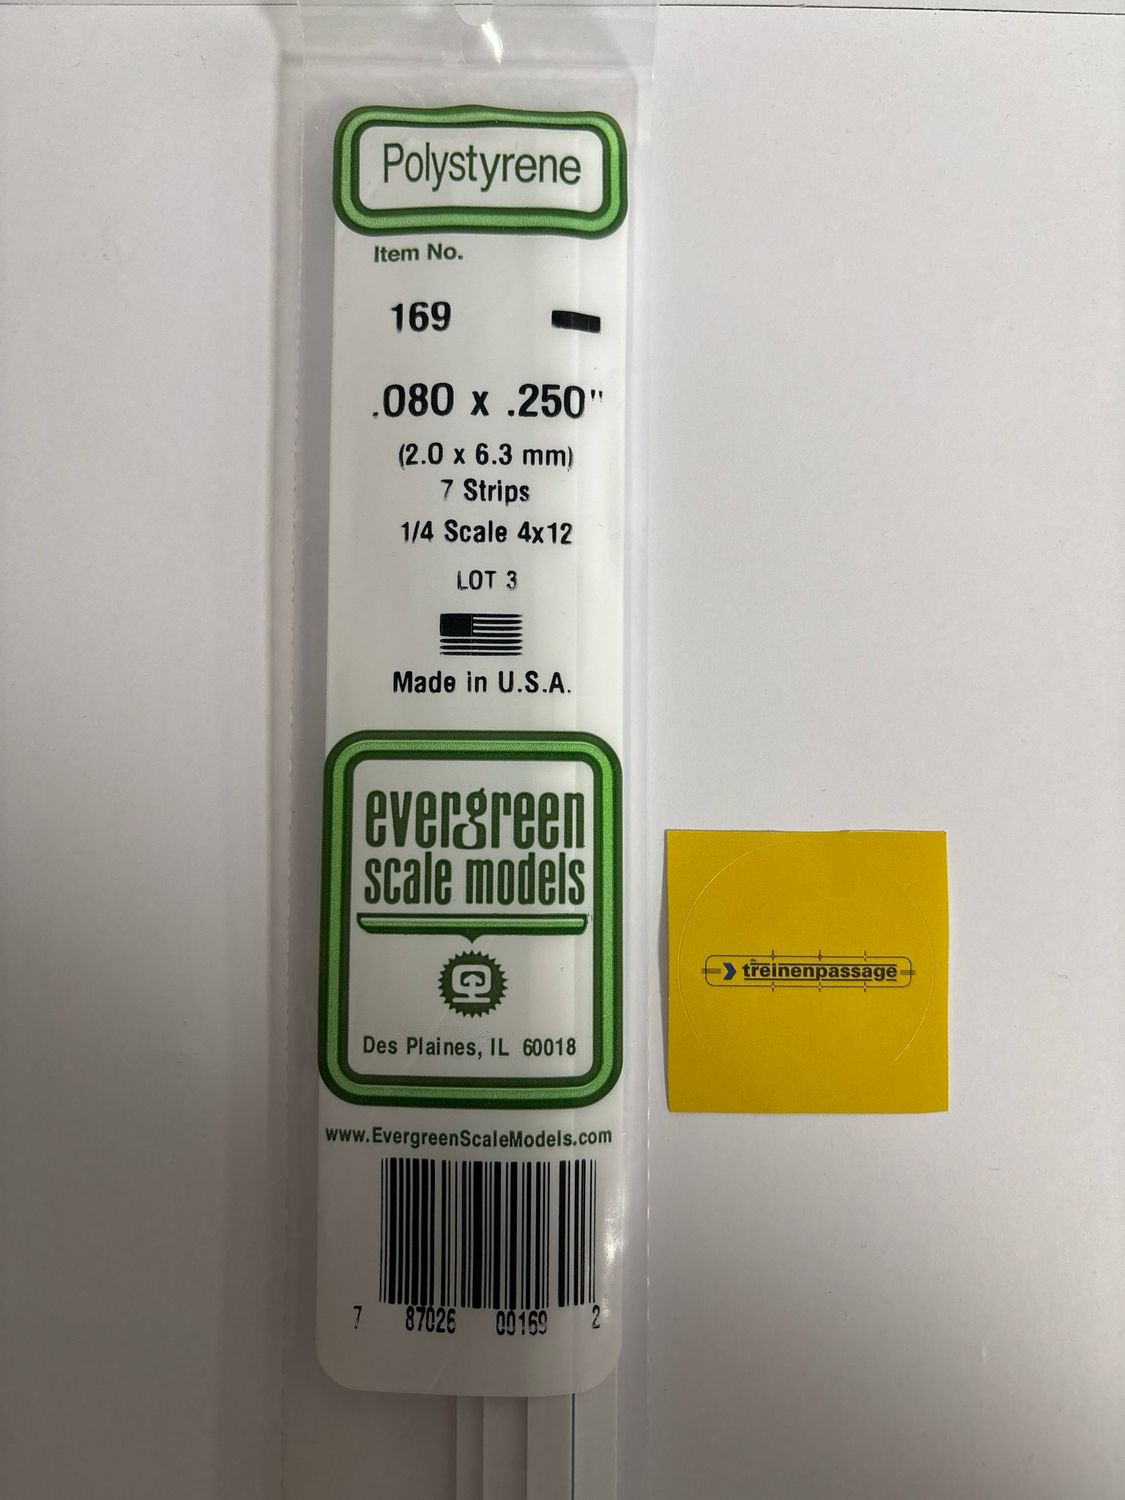 Polystyrene
Item No.
169
.080 x .250"
(2.0 x 6.3 mm)
7 Strips
1/4 Scale 4x12
LOT 3
Made in U.S.A.
evergreen
scale models
Des Plaines, IL 60018
www.EvergreenScaleModels.com
7 87026 00169 2
de
treinenpassage